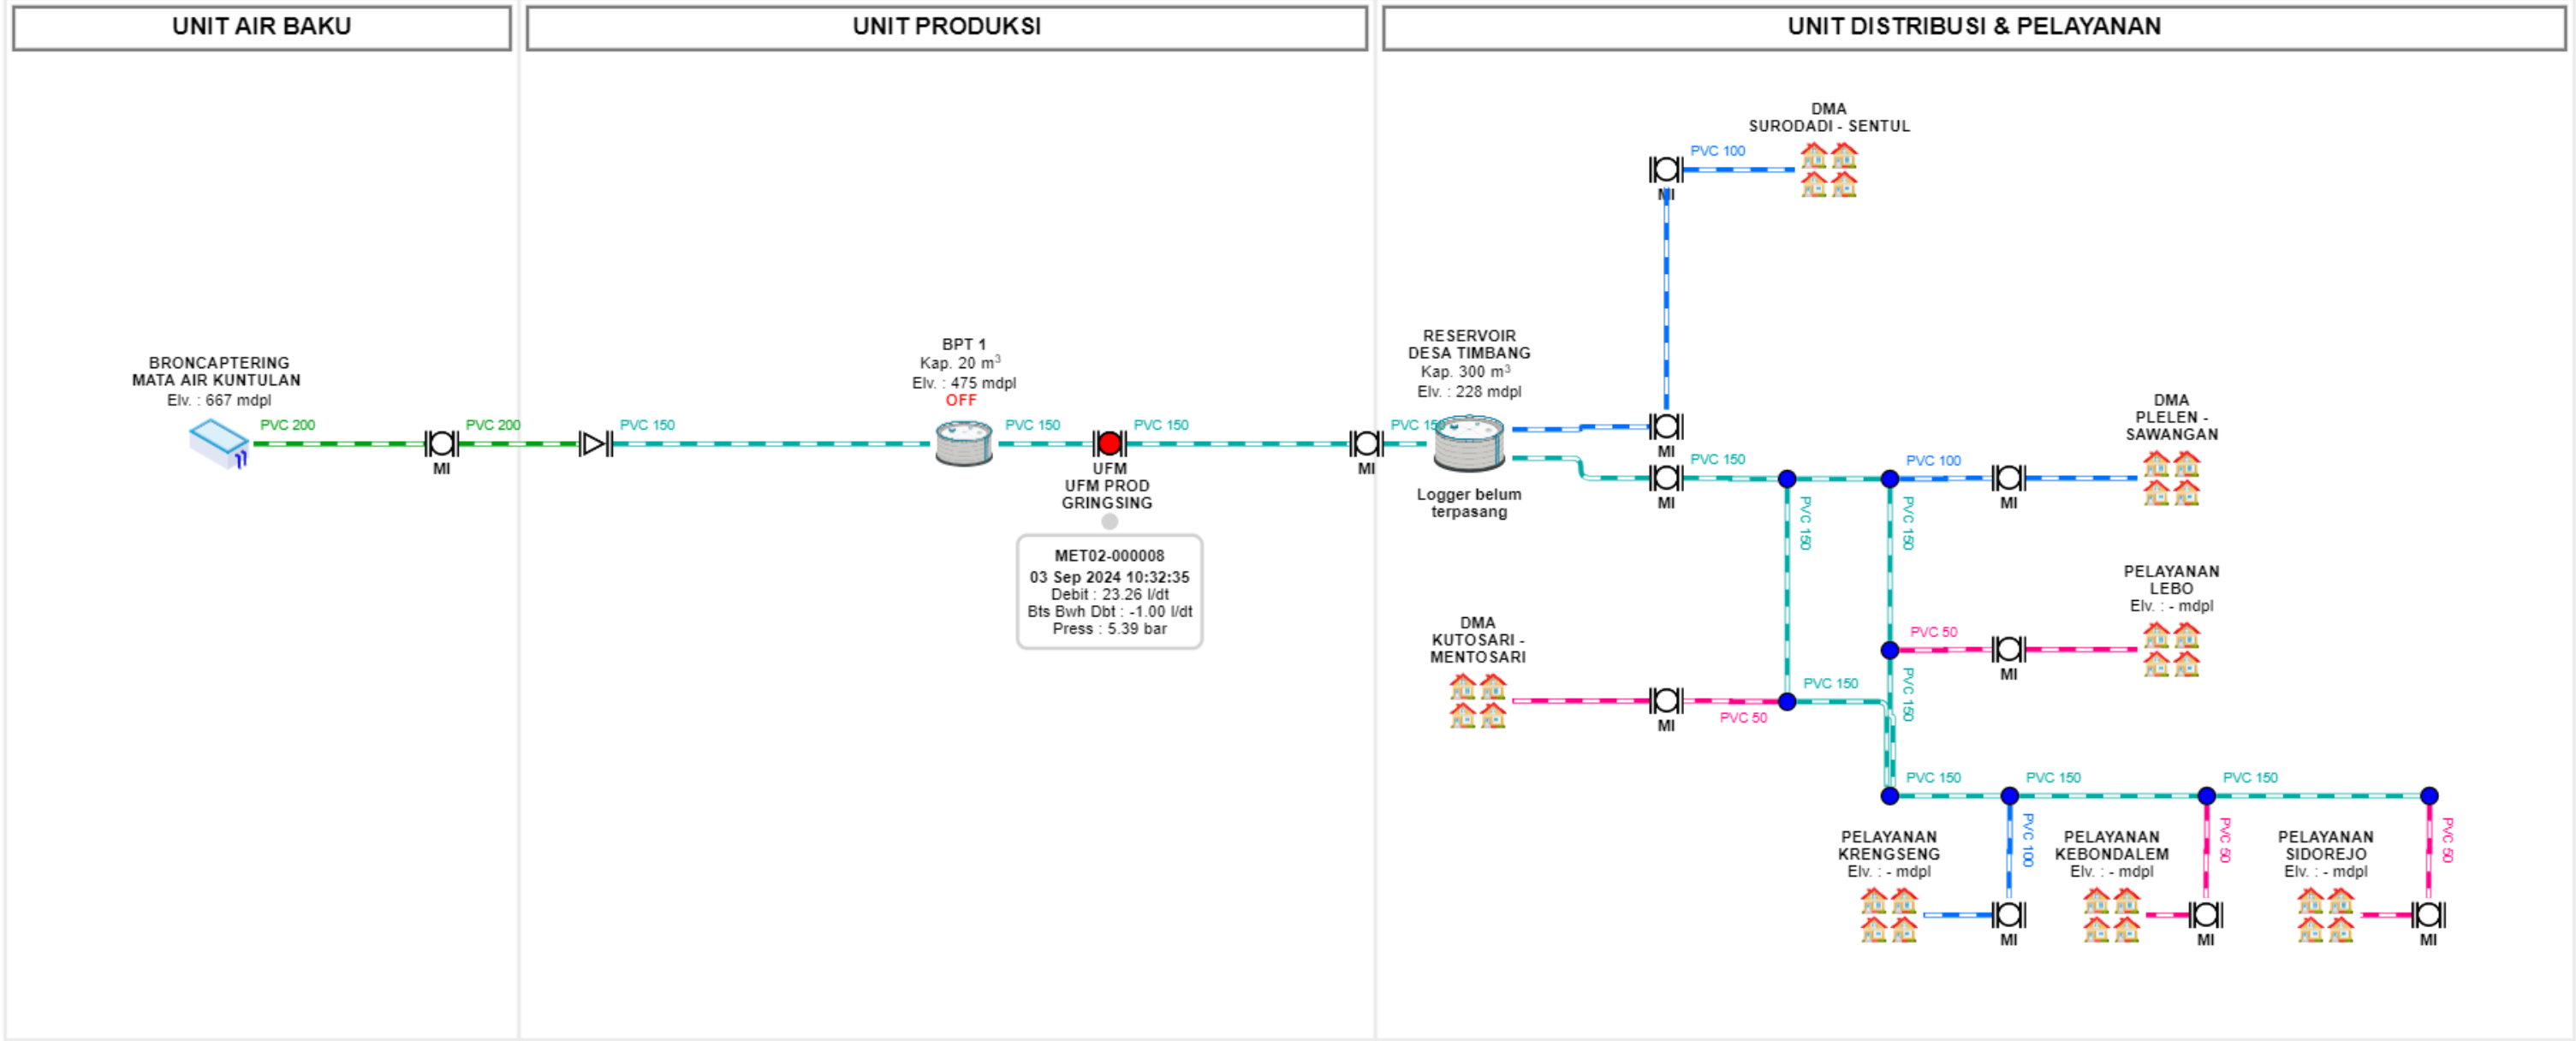 UNIT AIR BAKU
UNIT PRODUKSI
UNIT DISTRIBUSI & PELAYANAN
BRONCAPTERING
MATA AIR KUNTULAN
Elv. : 667 mdpl
PVC 200
MI
PVC 200
PVC 150
BPT 1
Kap. 20 m³
Elv. : 475 mdpl
OFF
PVC 150
UFM
UFM PROD
GRINGSING
MET02-000008
03 Sep 2024 10:32:35
Debit : 23.26 l/dt
Bts Bwh Dbt : -1.00 l/dt
Press : 5.39 bar
PVC 150
MI
PVC 150
RESERVOIR
DESA TIMBANG
Kap. 300 m³
Elv. : 228 mdpl
Logger belum
terpasang
MI
MI
PVC 100
DMA
SURODADI - SENTUL
MI
PVC 150
PVC 150
PVC 150
PVC 100
MI
DMA
PLELEN -
SAWANGAN
PVC 50
MI
PELAYANAN
LEBO
Elv. : - mdpl
DMA
KUTOSARI -
MENTOSARI
MI
PVC 50
PVC 150
PVC 150
PVC 150
PVC 150
PVC 150
PELAYANAN
KRENGSENG
Elv. : - mdpl
PVC 100
MI
PELAYANAN
KEBONDALEM
Elv. : - mdpl
PVC 50
MI
PELAYANAN
SIDOREJO
Elv. : - mdpl
PVC 50
MI